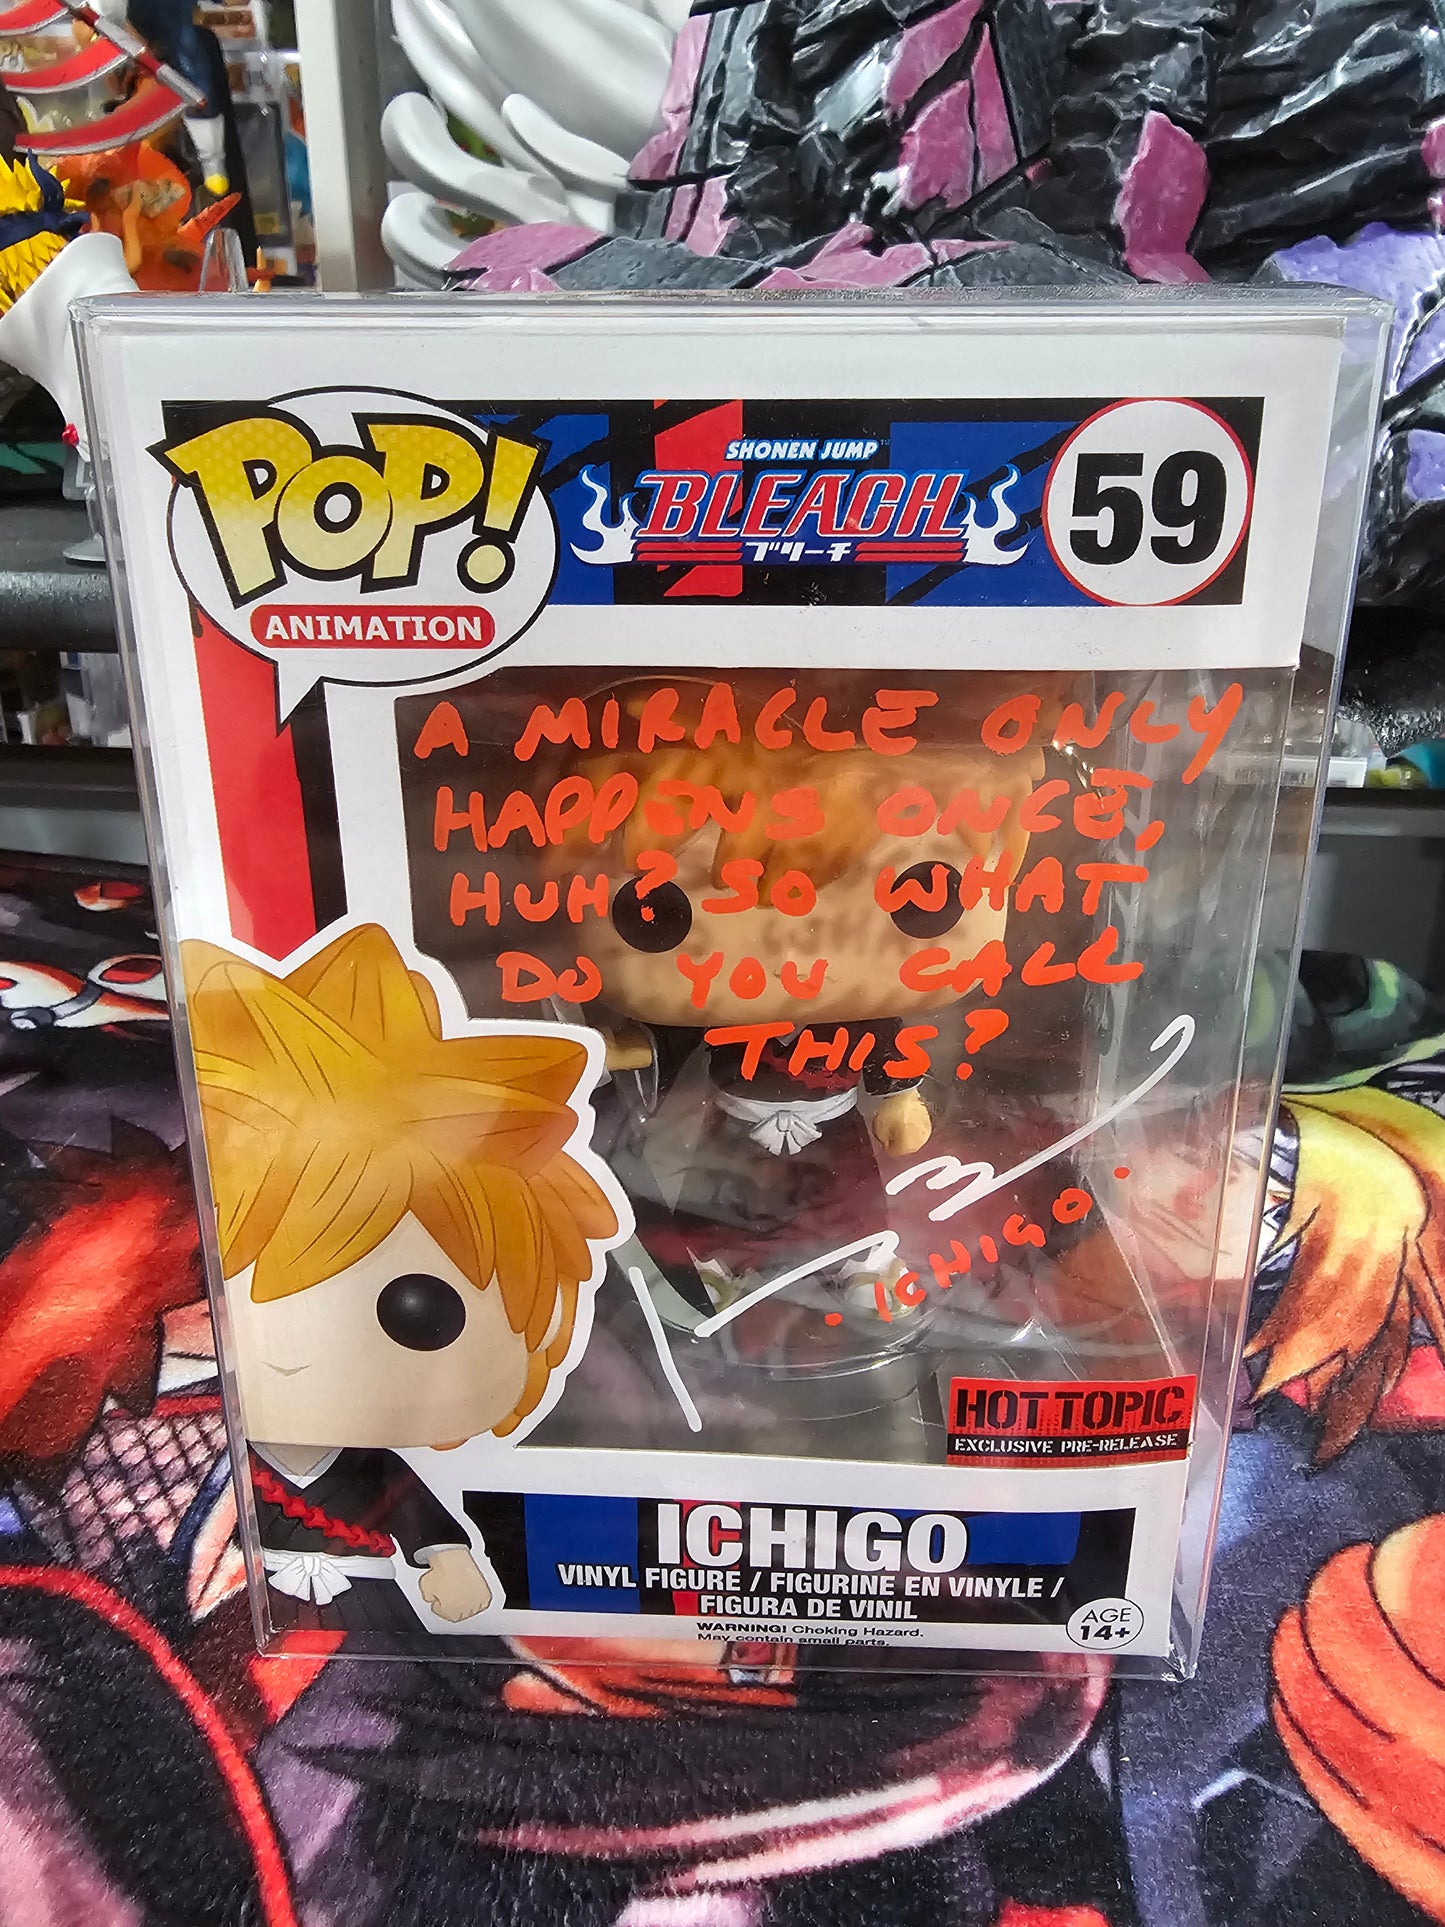 POP!
ANIMATION
SHONEN JUMP™
BLEACH
ブリーチ
59
A MIRACLE ONLY
HAPPENS ONCE,
HUH? SO WHAT
DO YOU CALL
THIS?
. ICHIGO .
HOT TOPIC
EXCLUSIVE PRE-RELEASE
ICHIGO
VINYL FIGURE / FIGURINE EN VINYLE /
FIGURA DE VINIL
WARNING! Choking Hazard.
May contain small parts.
AGE
14+